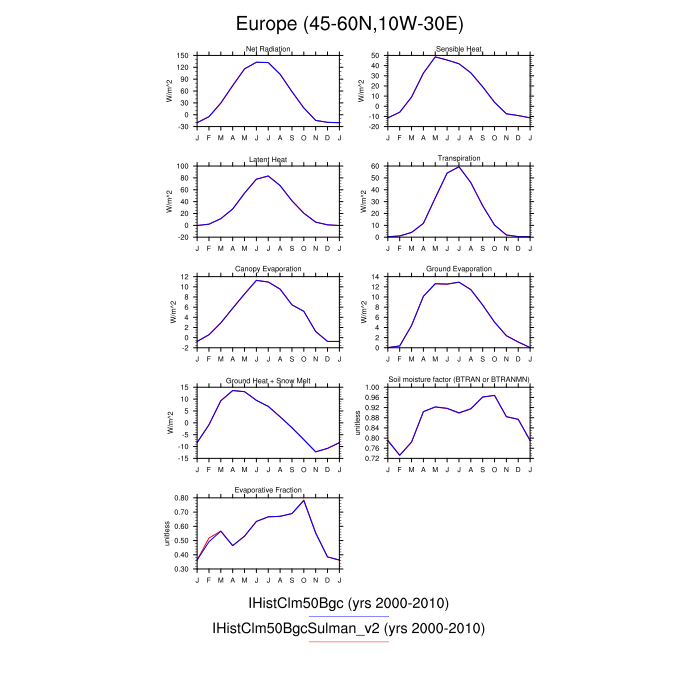 Europe (45-60N,10W-30E)
Net Radiation
W/m^2
150
120
90
60
30
0
-30
J F M A M J J A S O N D J
Sensible Heat
W/m^2
50
40
30
20
10
0
-10
-20
J F M A M J J A S O N D J
Latent Heat
W/m^2
100
80
60
40
20
0
-20
J F M A M J J A S O N D J
Transpiration
W/m^2
60
50
40
30
20
10
0
J F M A M J J A S O N D J
Canopy Evaporation
W/m^2
12
10
8
6
4
2
0
-2
J F M A M J J A S O N D J
Ground Evaporation
W/m^2
14
12
10
8
6
4
2
0
J F M A M J J A S O N D J
Ground Heat + Snow Melt
W/m^2
15
10
5
0
-5
-10
-15
J F M A M J J A S O N D J
Soil moisture factor (BTRAN or BTRANMN)
unitless
1.00
0.96
0.92
0.88
0.84
0.80
0.76
0.72
J F M A M J J A S O N D J
Evaporative Fraction
unitless
0.80
0.70
0.60
0.50
0.40
0.30
J F M A M J J A S O N D J
IHistClm50Bgc (yrs 2000-2010)
IHistClm50BgcSulman_v2 (yrs 2000-2010)